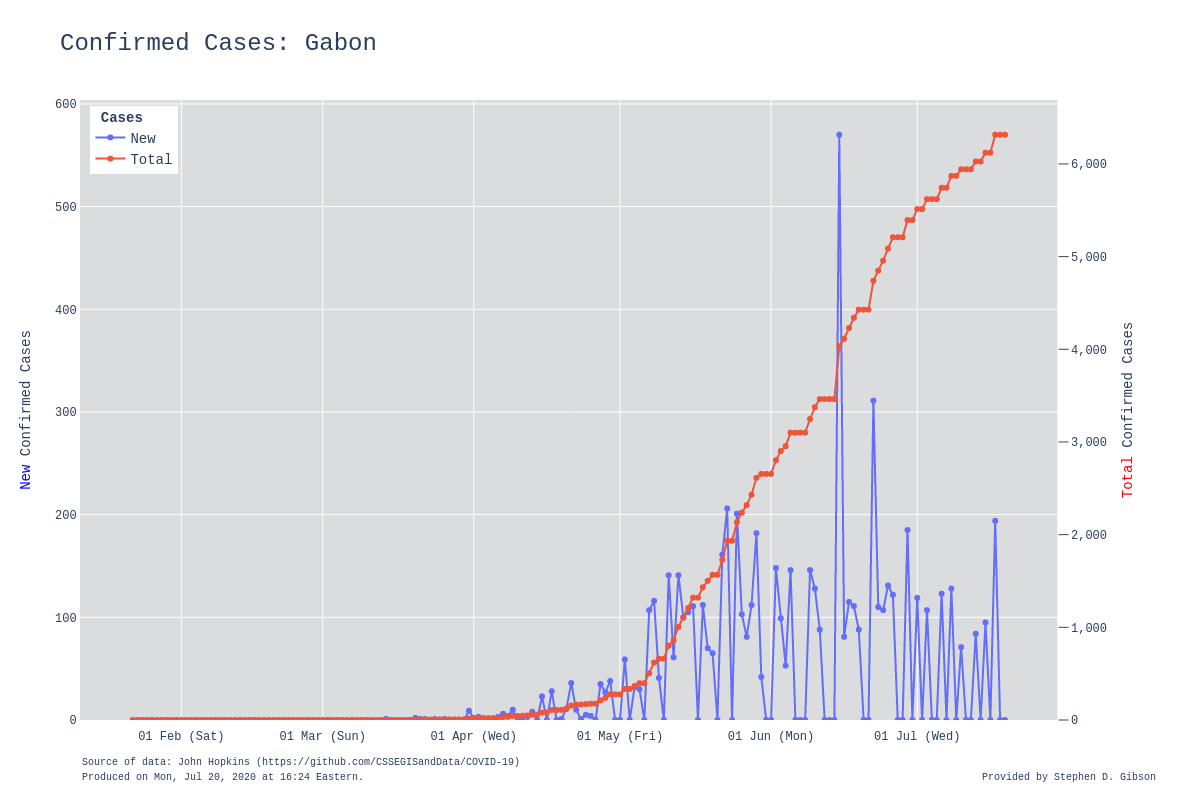 Confirmed Cases: Gabon
Cases
New
Total
600
500
400
300
200
100
0
6,000
5,000
4,000
3,000
2,000
1,000
0
New Confirmed Cases
Total Confirmed Cases
01 Feb (Sat)
01 Mar (Sun)
01 Apr (Wed)
01 May (Fri)
01 Jun (Mon)
01 Jul (Wed)
Source of data: John Hopkins (https://github.com/CSSEGISandData/COVID-19)
Produced on Mon, Jul 20, 2020 at 16:24 Eastern.
Provided by Stephen D. Gibson